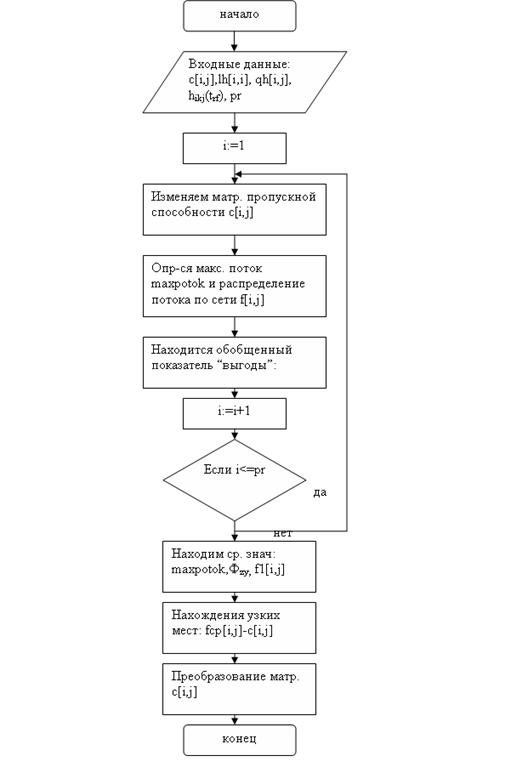 начало
Входные данные:
c[i,j],lh[i,i], qh[i,j],
hikj(trf), pr
i:=1
Изменяем матр. пропускной
способности c[i,j]
Опр-ся макс. поток
maxpotok и распределение
потока по сети f[i,j]
Находится обобщенный
показатель “выгоды”:
i:=i+1
Если i<=pr
да
нет
Находим ср. знач:
maxpotok,Фzy, f1[i,j]
Нахождения узких
мест: fcp[i,j]-c[i,j]
Преобразование матр.
c[i,j]
конец